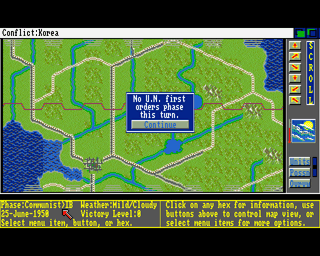 Conflict:Korea
SCROLL
No U.N. first
orders phase
this turn.
Continue
Units
Phase:Communist>1B Weather:Mild/Cloudy
25-June-1950 Victory Level:0
Select menu item, button, or hex.
Click on any hex for information, use
buttons above to control map view, or
select menu items for more options.